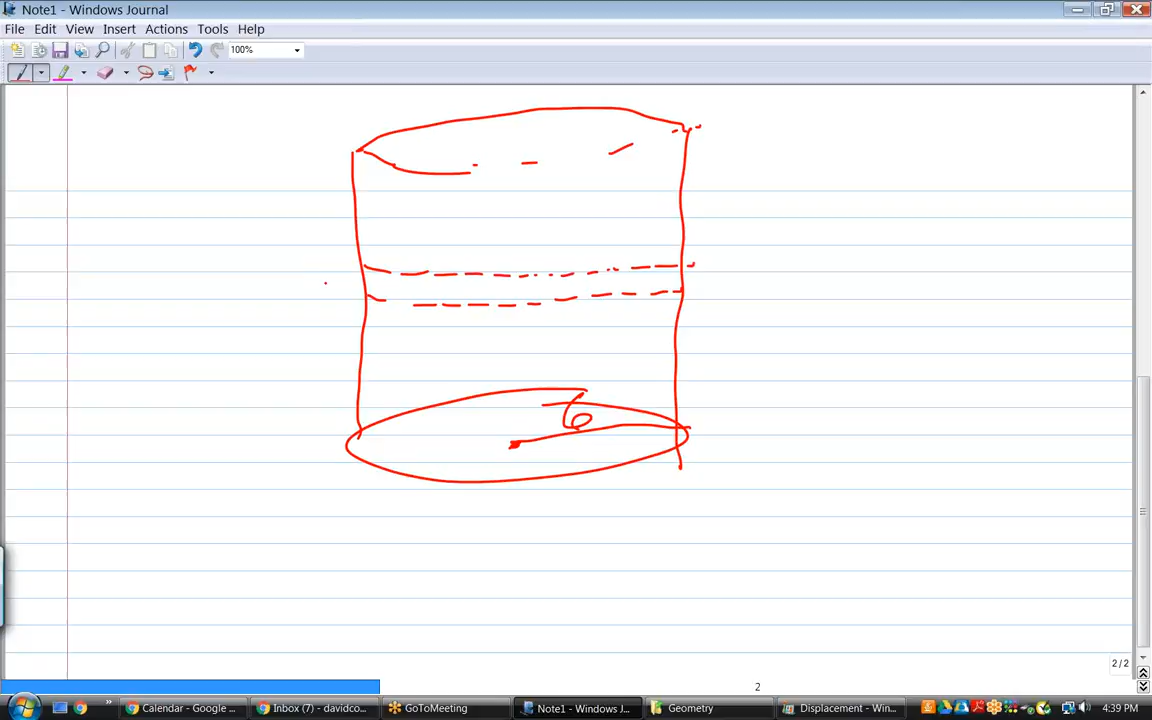 Note1 - Windows Journal
File Edit View Insert Actions Tools Help
100%
6
2 / 2
2
Calendar - Google ...
Inbox (7) - davidco...
GoToMeeting
Note1 - Windows J...
Geometry
Displacement - Win...
4:39 PM